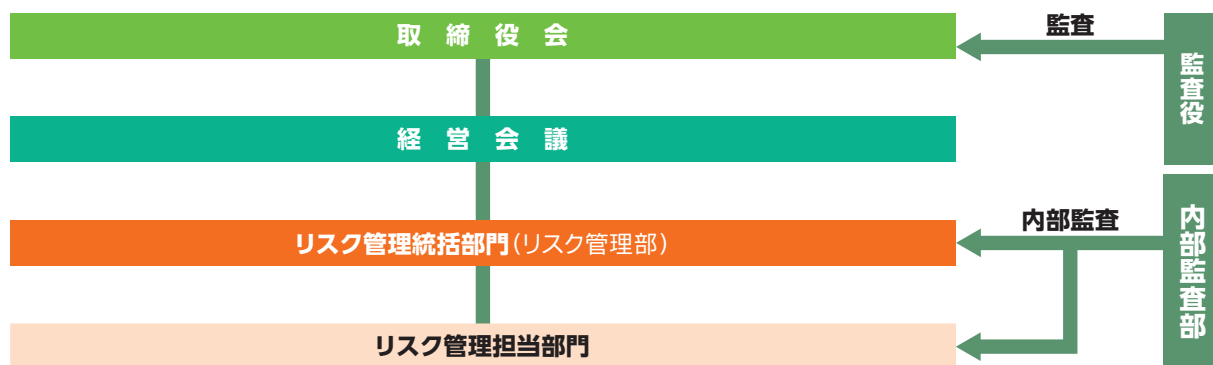 取締役会
監査
監査役
経営会議
リスク管理統括部門（リスク管理部）
内部監査
内部監査部
リスク管理担当部門